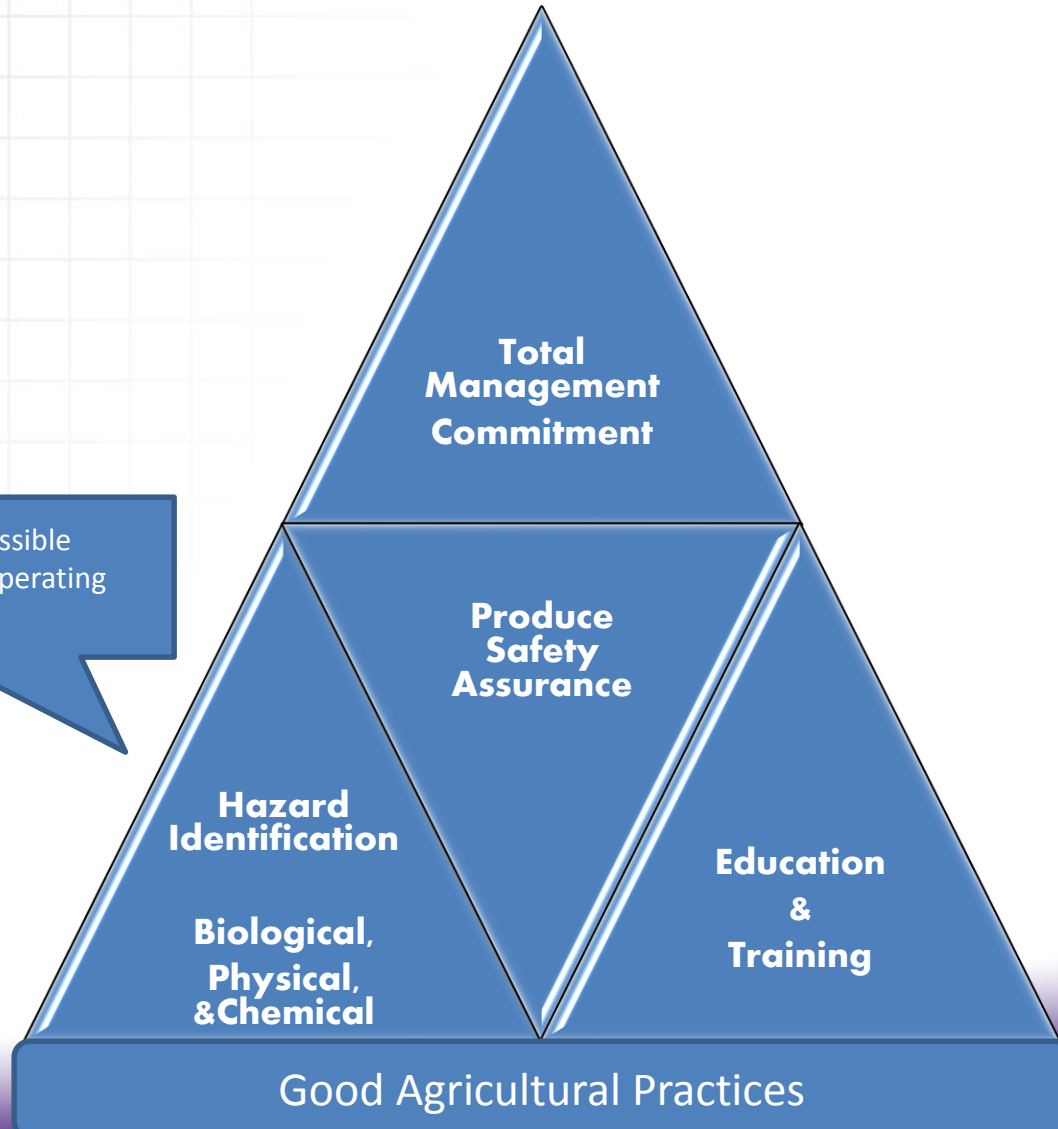 Total
Management
Commitment
ssible
perating
Produce
Safety
Assurance
Hazard
Identification
Biological,
Physical,
&Chemical
Education
&
Training
Good Agricultural Practices